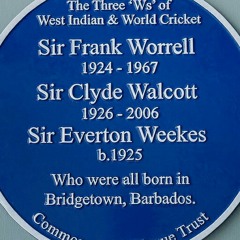 The Three 'Ws' of
West Indian & World Cricket
Sir Frank Worrell
1924 - 1967
Sir Clyde Walcott
1926 - 2006
Sir Everton Weekes
b.1925
Who were all born in
Bridgetown, Barbados.
Trust